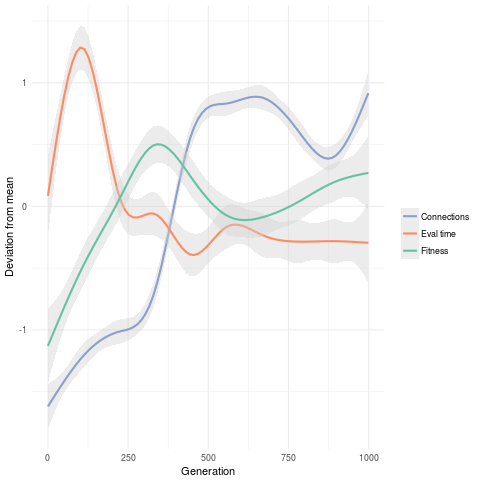 1
0
-1
Deviation from mean
0
250
500
750
1000
Generation
Connections
Eval time
Fitness